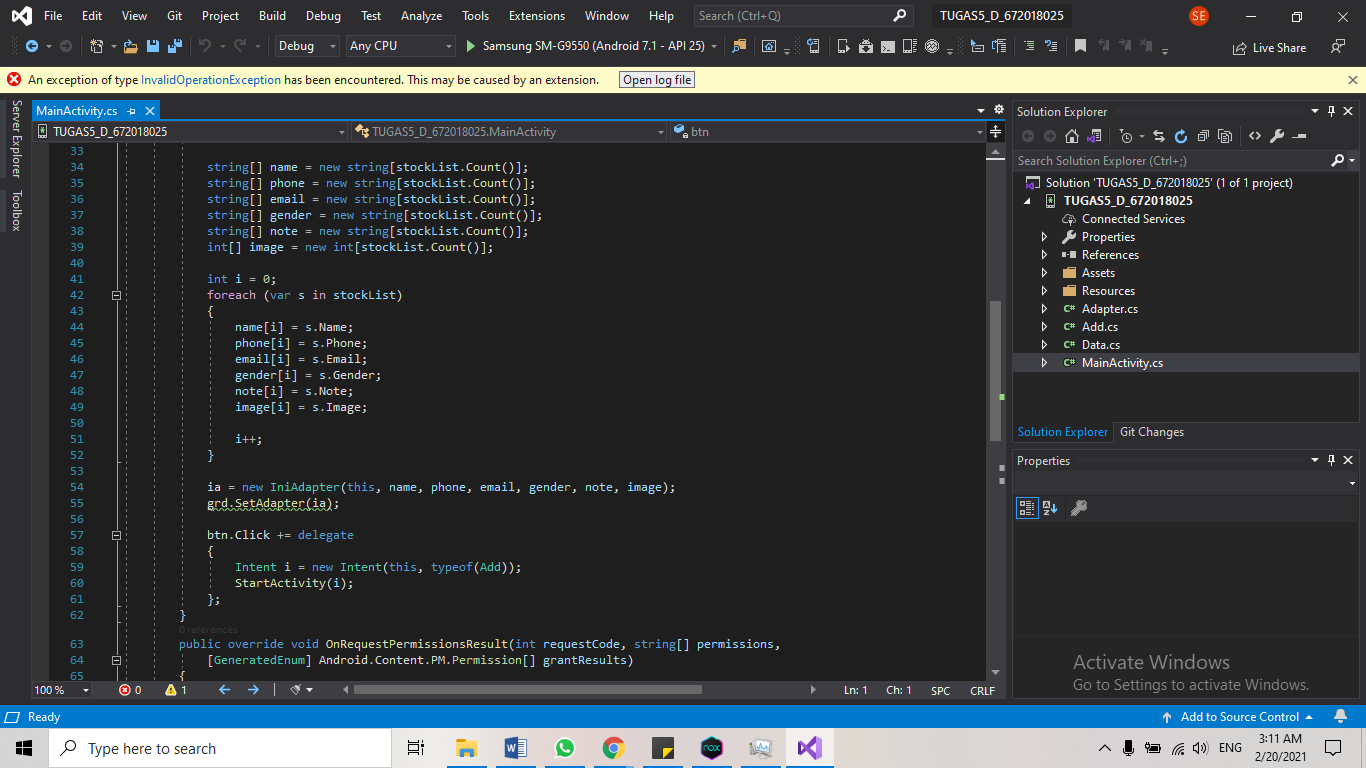 File Edit View Git Project Build Debug Test Analyze Tools Extensions Window Help Search (Ctrl+Q) TUGAS5_D_672018025 SE
Debug Any CPU Samsung SM-G9550 (Android 7.1 - API 25) Live Share
An exception of type InvalidOperationException has been encountered. This may be caused by an extension. Open log file
Server Explorer
Toolbox
MainActivity.cs
TUGAS5_D_672018025 TUGAS5_D_672018025.MainActivity btn
33
34 string[] name = new string[stockList.Count()];
35 string[] phone = new string[stockList.Count()];
36 string[] email = new string[stockList.Count()];
37 string[] gender = new string[stockList.Count()];
38 string[] note = new string[stockList.Count()];
39 int[] image = new int[stockList.Count()];
40
41 int i = 0;
42 foreach (var s in stockList)
43 {
44 name[i] = s.Name;
45 phone[i] = s.Phone;
46 email[i] = s.Email;
47 gender[i] = s.Gender;
48 note[i] = s.Note;
49 image[i] = s.Image;
50
51 i++;
52 }
53
54 ia = new IniAdapter(this, name, phone, email, gender, note, image);
55 grd.SetAdapter(ia);
56
57 btn.Click += delegate
58 {
59 Intent i = new Intent(this, typeof(Add));
60 StartActivity(i);
61 };
62 }
0 references
63 public override void OnRequestPermissionsResult(int requestCode, string[] permissions,
64 [GeneratedEnum] Android.Content.PM.Permission[] grantResults)
65 {
100 % 0 1 Ln: 1 Ch: 1 SPC CRLF
Solution Explorer
Search Solution Explorer (Ctrl+;)
Solution 'TUGAS5_D_672018025' (1 of 1 project)
TUGAS5_D_672018025
Connected Services
Properties
References
Assets
Resources
C# Adapter.cs
C# Add.cs
C# Data.cs
C# MainActivity.cs
Solution Explorer Git Changes
Properties
Activate Windows
Go to Settings to activate Windows.
Ready Add to Source Control
Type here to search ENG 3:11 AM
2/20/2021